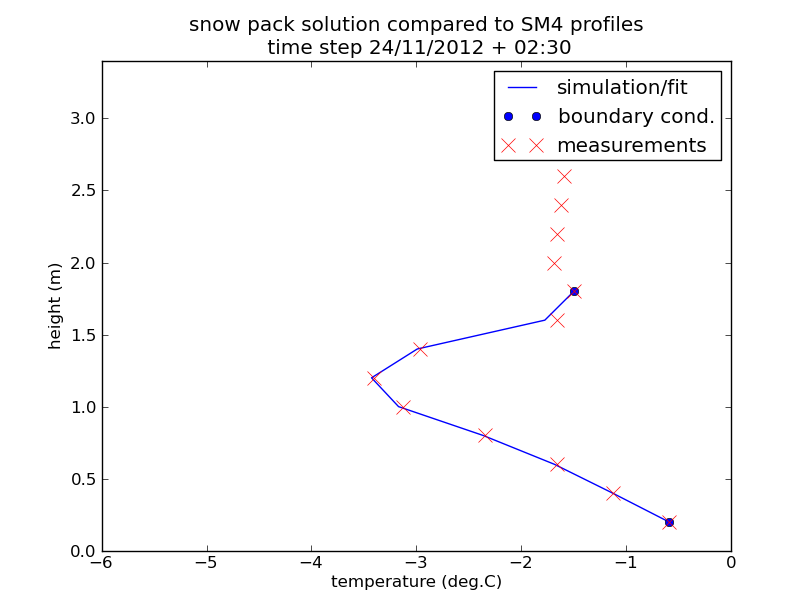 snow pack solution compared to SM4 profiles
time step 24/11/2012 + 02:30
simulation/fit
boundary cond.
measurements
3.0
2.5
2.0
1.5
1.0
0.5
0.0
height (m)
−6 −5 −4 −3 −2 −1 0
temperature (deg.C)